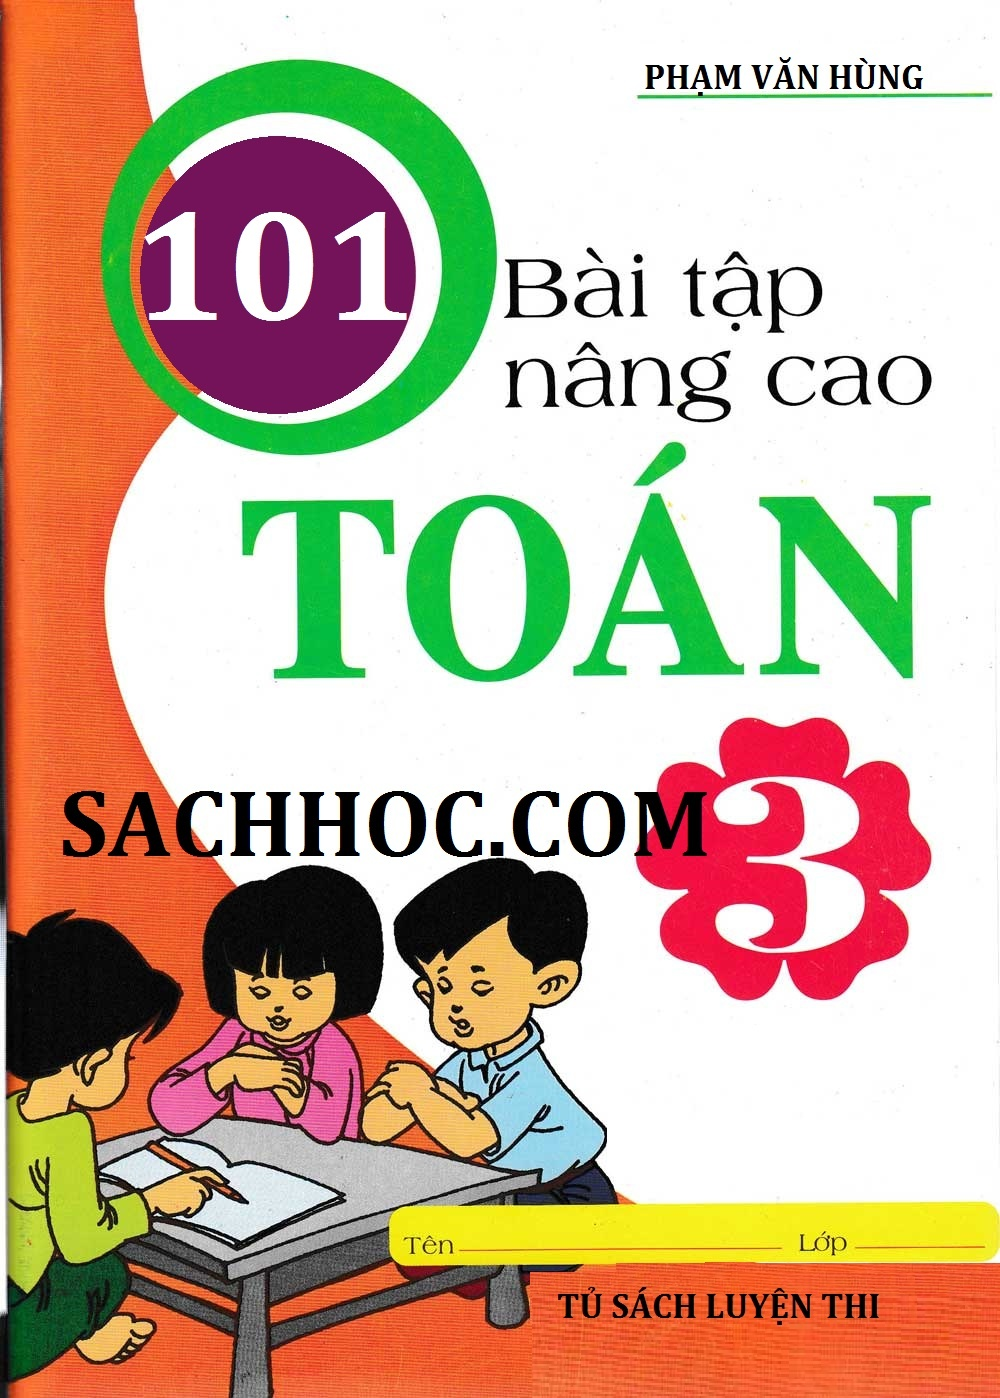 PHẠM VĂN HÙNG
101
Bài tập
nâng cao
TOÁN
3
SACHHOC.COM
Tên
Lớp
TỦ SÁCH LUYỆN THI